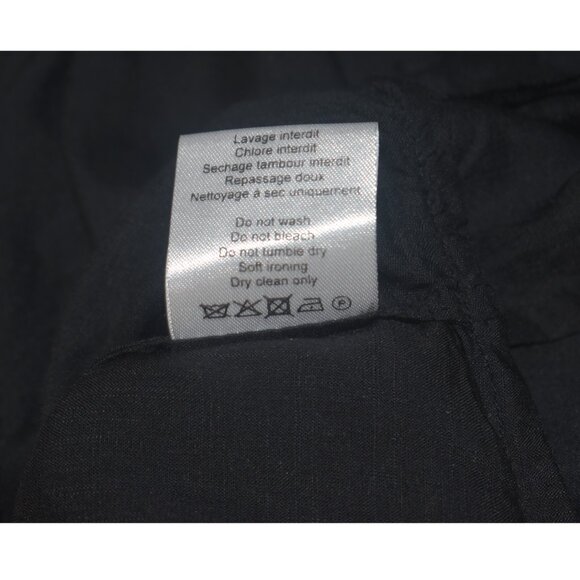 Lavage interdit
Chlore interdit
Sechage tambour interdit
Repassage doux
Nettoyage à sec uniquement
Do not wash
Do not bleach
Do not tumble dry
Soft ironing
Dry clean only
P